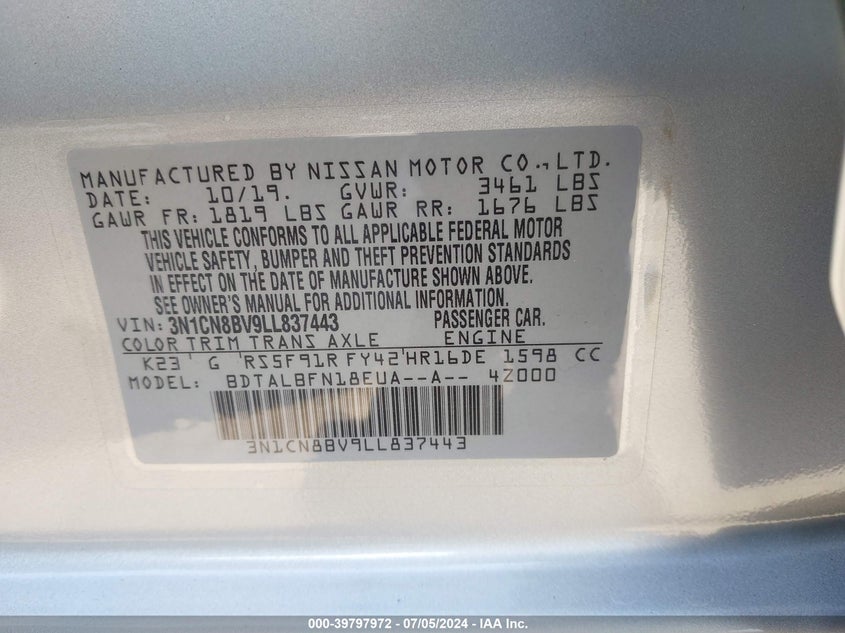 MANUFACTURED BY NISSAN MOTOR CO.,LTD.
DATE: 10/19. GVWR: 3461 LBS
GAWR FR: 1819 LBS GAWR RR: 1676 LBS
THIS VEHICLE CONFORMS TO ALL APPLICABLE FEDERAL MOTOR
VEHICLE SAFETY, BUMPER AND THEFT PREVENTION STANDARDS
IN EFFECT ON THE DATE OF MANUFACTURE SHOWN ABOVE.
SEE OWNER'S MANUAL FOR ADDITIONAL INFORMATION.
VIN: 3N1CN8BV9LL837443 PASSENGER CAR.
COLOR TRIM TRANS AXLE ENGINE
K23 G RS5F91R FY42 HR16DE 1598 CC
MODEL: BDTALBFN18EUA--A-- 4Z000
3N1CN8BV9LL837443
000-39797972 / 07/05/2024 - IAA Inc.